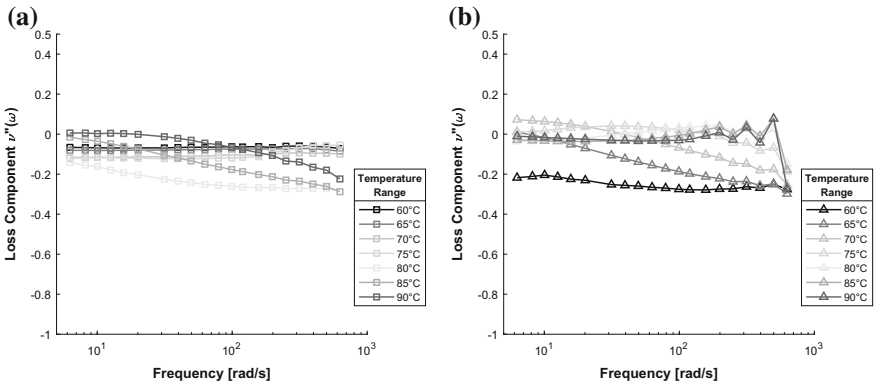 (a)
0.5
0.4
0.2
0
-0.2
-0.4
-0.6
-0.8
-1
Loss Component ν"(ω)
10¹
10²
10³
Frequency [rad/s]
Temperature
Range
60°C
65°C
70°C
75°C
80°C
85°C
90°C
(b)
0.5
0.4
0.2
0
-0.2
-0.4
-0.6
-0.8
-1
Loss Component ν"(ω)
10¹
10²
10³
Frequency [rad/s]
Temperature
Range
60°C
65°C
70°C
75°C
80°C
85°C
90°C